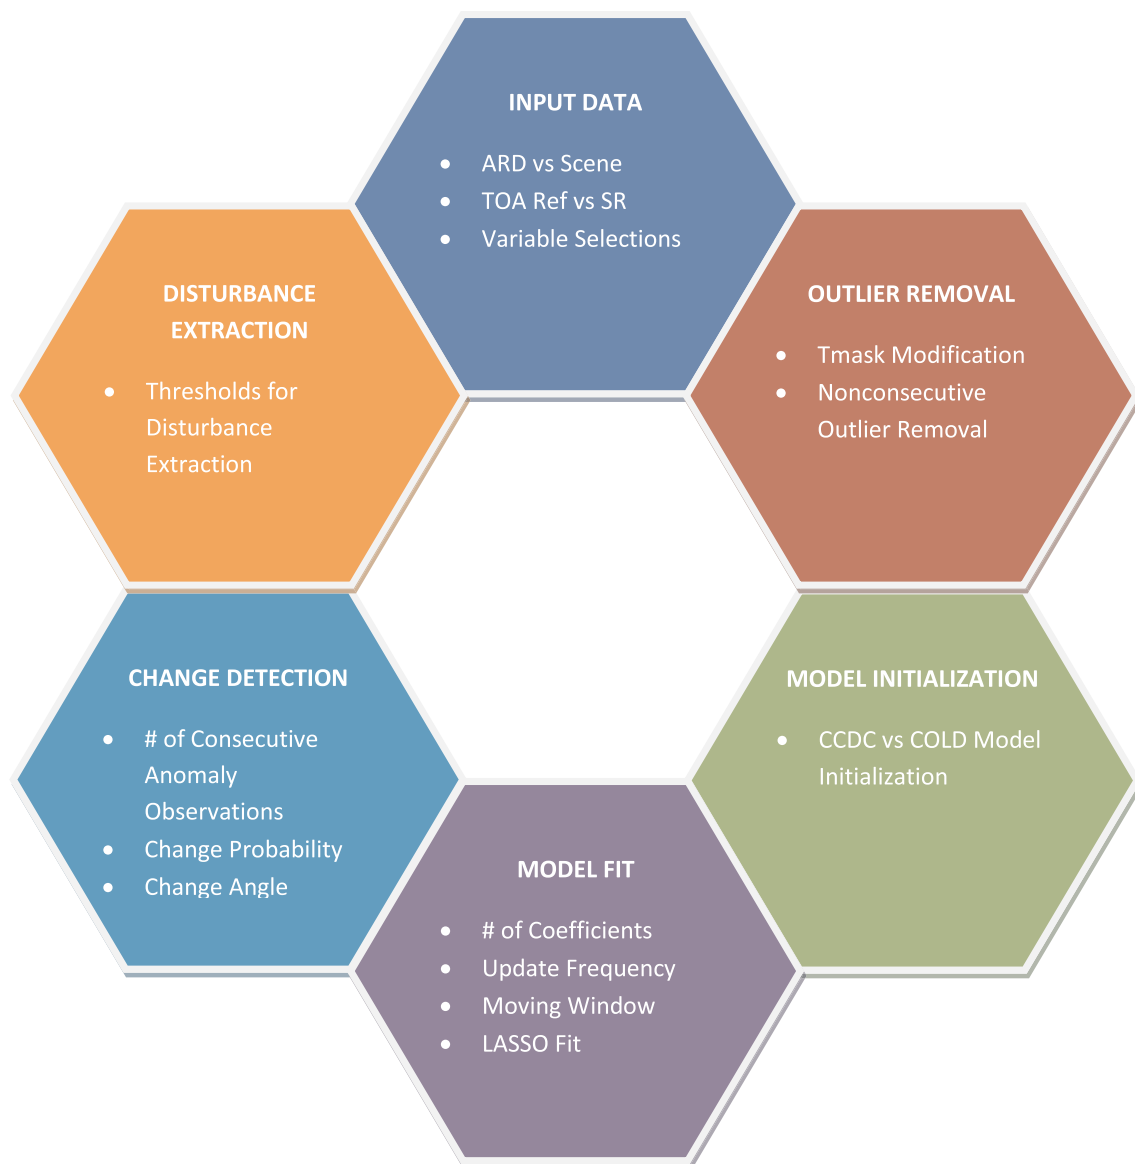 INPUT DATA
• ARD vs Scene
• TOA Ref vs SR
• Variable Selections
OUTLIER REMOVAL
• Tmask Modification
• Nonconsecutive
Outlier Removal
MODEL INITIALIZATION
• CCDC vs COLD Model
Initialization
MODEL FIT
• # of Coefficients
• Update Frequency
• Moving Window
• LASSO Fit
CHANGE DETECTION
• # of Consecutive
Anomaly
Observations
• Change Probability
• Change Angle
DISTURBANCE
EXTRACTION
• Thresholds for
Disturbance
Extraction